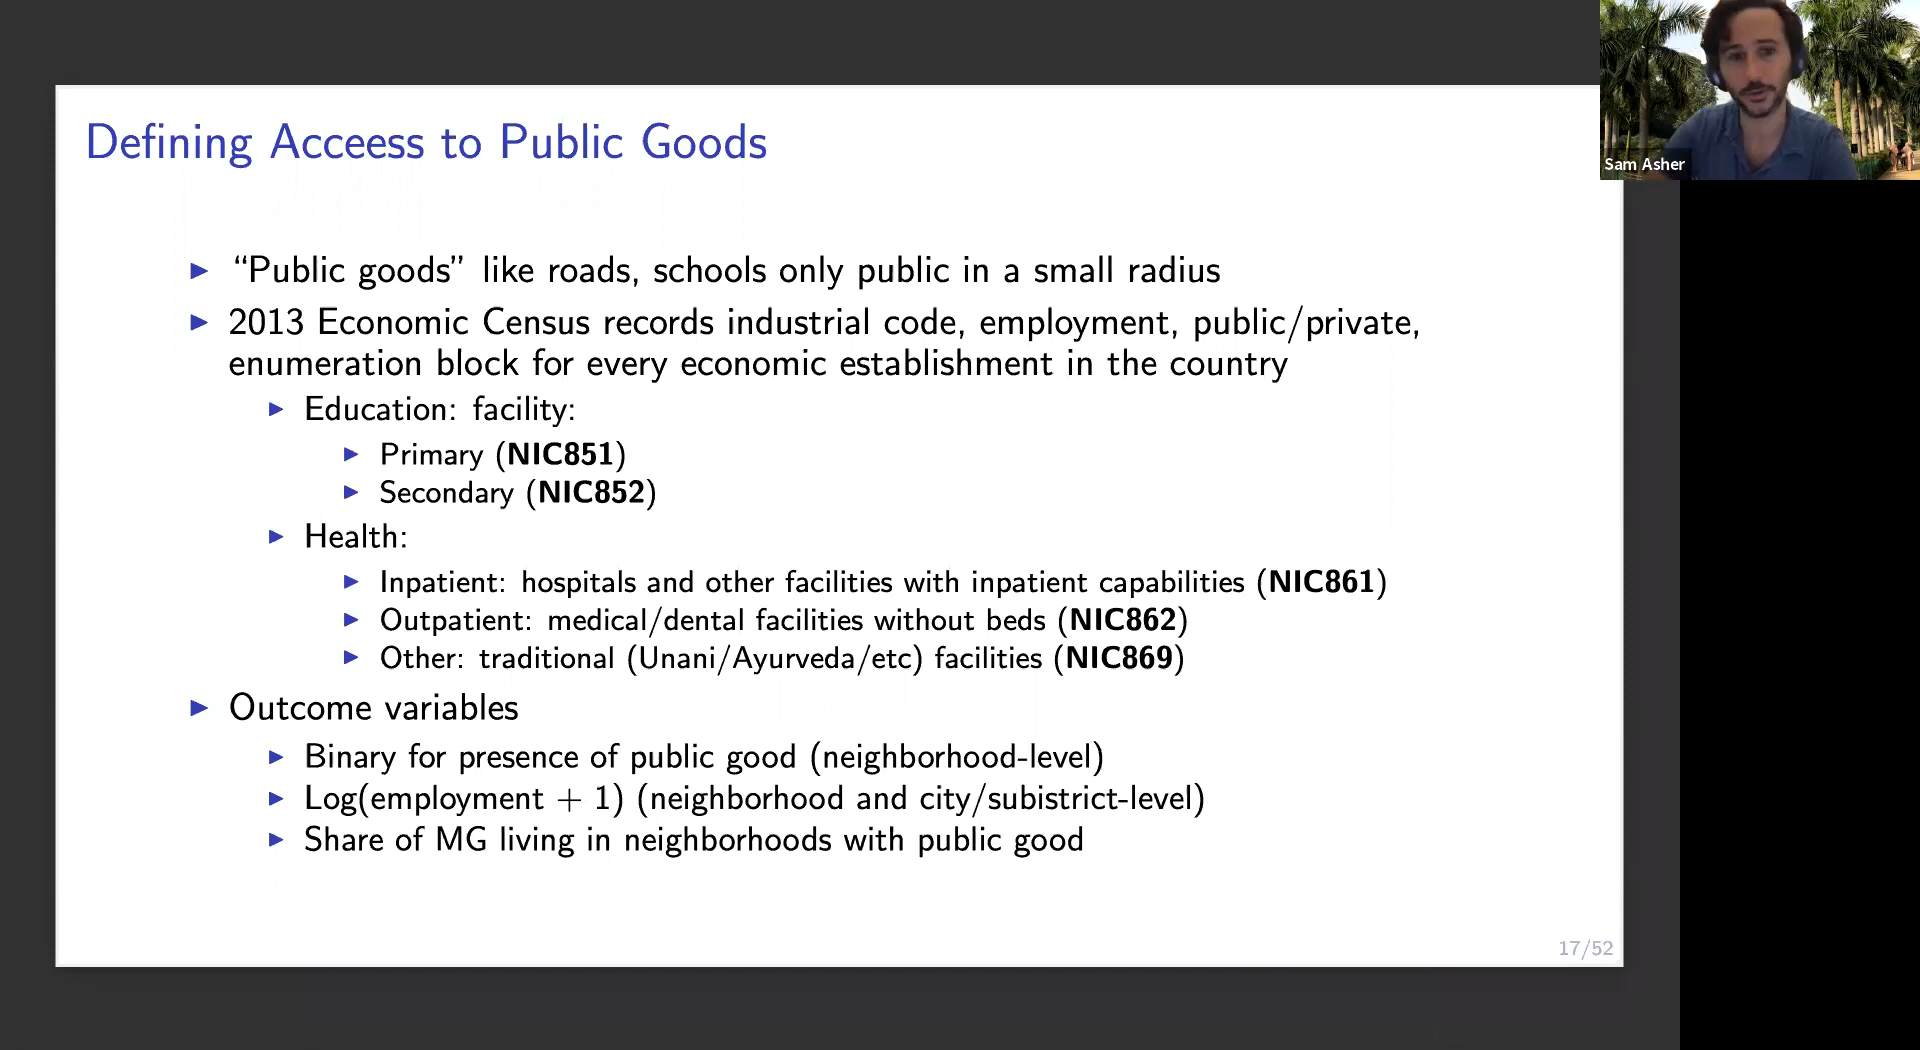 Sam Asher
Defining Acceess to Public Goods
“Public goods” like roads, schools only public in a small radius
2013 Economic Census records industrial code, employment, public/private,
enumeration block for every economic establishment in the country
Education: facility:
Primary (NIC851)
Secondary (NIC852)
Health:
Inpatient: hospitals and other facilities with inpatient capabilities (NIC861)
Outpatient: medical/dental facilities without beds (NIC862)
Other: traditional (Unani/Ayurveda/etc) facilities (NIC869)
Outcome variables
Binary for presence of public good (neighborhood-level)
Log(employment + 1) (neighborhood and city/subistrict-level)
Share of MG living in neighborhoods with public good
17/52